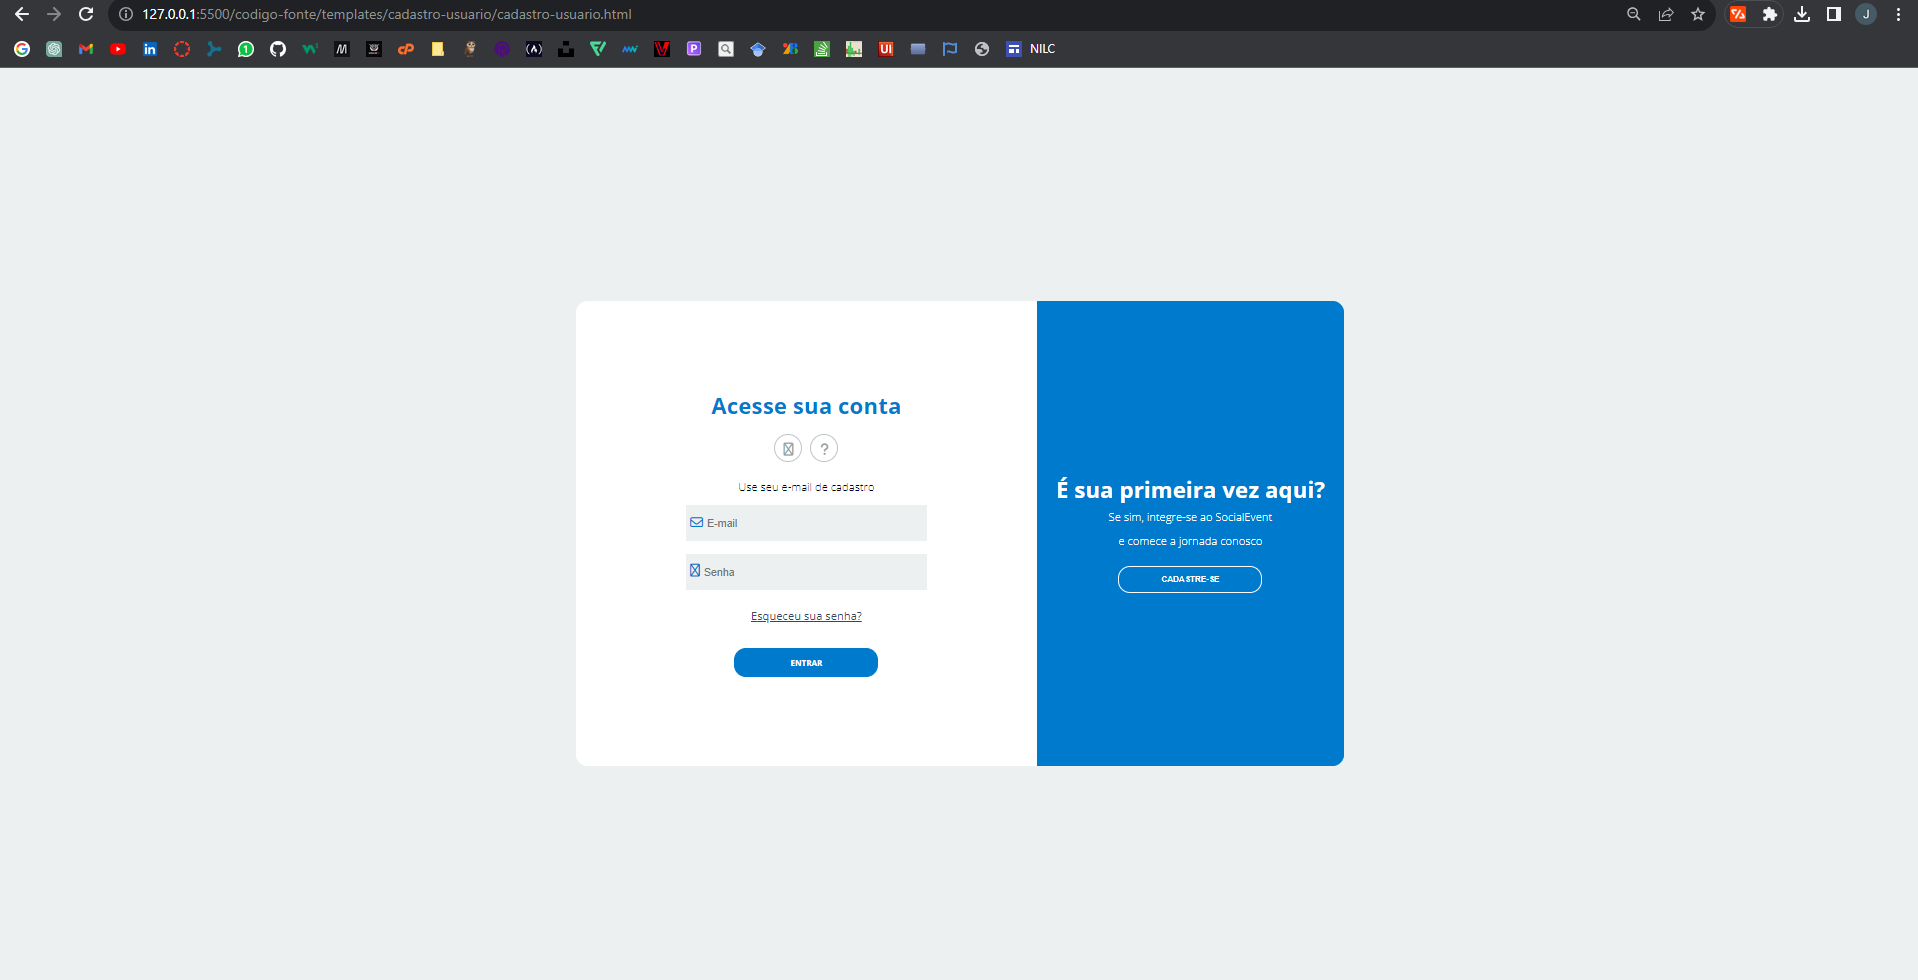 127.0.0.1:5500/codigo-fonte/templates/cadastro-usuario/cadastro-usuario.html
J
NILC
Acesse sua conta
?
Use seu e-mail de cadastro
E-mail
Senha
Esqueceu sua senha?
ENTRAR
É sua primeira vez aqui?
Se sim, integre-se ao SocialEvent
e comece a jornada conosco
CADASTRE-SE